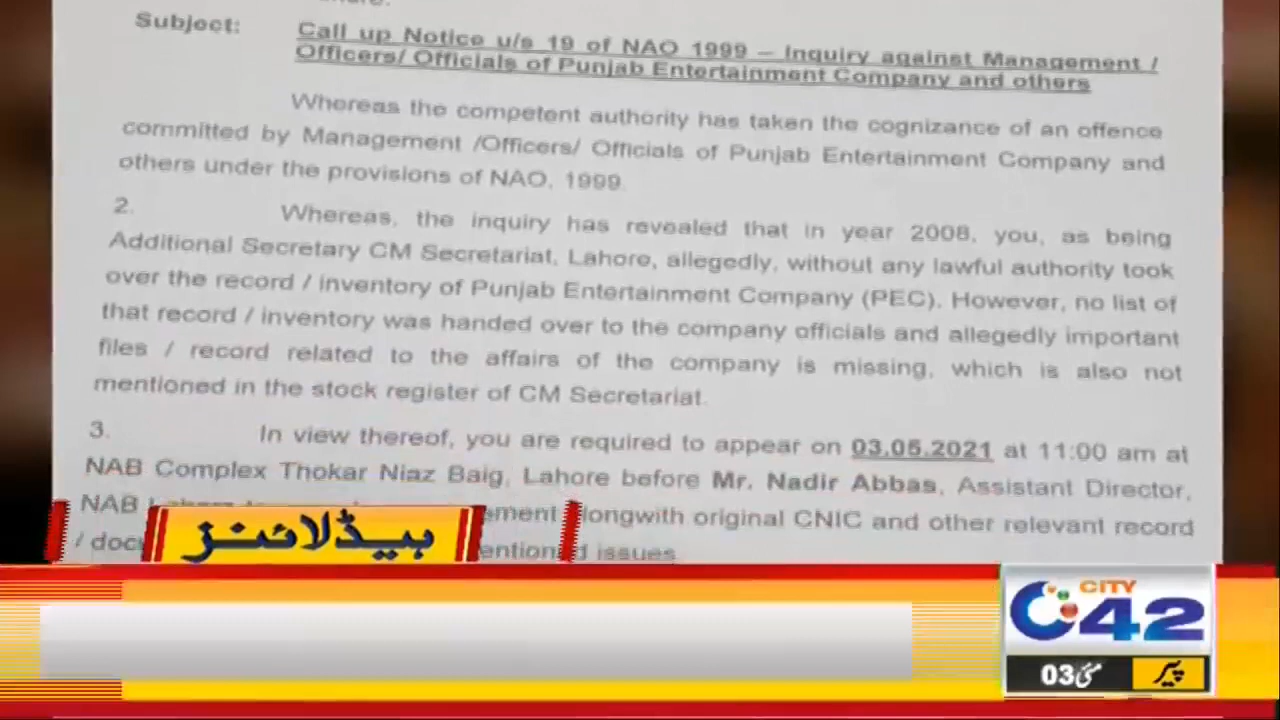 Subject:
Call up Notice u/s 19 of NAO 1999 – Inquiry against Management /
Officers/ Officials of Punjab Entertainment Company and others
Whereas the competent authority has taken the cognizance of an offence
committed by Management /Officers/ Officials of Punjab Entertainment Company and
others under the provisions of NAO, 1999.
2. Whereas, the inquiry has revealed that in year 2008, you, as being
Additional Secretary CM Secretariat, Lahore, allegedly, without any lawful authority took
over the record / inventory of Punjab Entertainment Company (PEC). However, no list of
that record / inventory was handed over to the company officials and allegedly important
files / record related to the affairs of the company is missing, which is also not
mentioned in the stock register of CM Secretariat.
3. In view thereof, you are required to appear on 03.05.2021 at 11:00 am at
NAB Complex Thokar Niaz Baig, Lahore before Mr. Nadir Abbas, Assistant Director,
NAB longwith original CNIC and other relevant record
/ issues
ہیڈلائنز
CITY
42
03 مئی
پیر